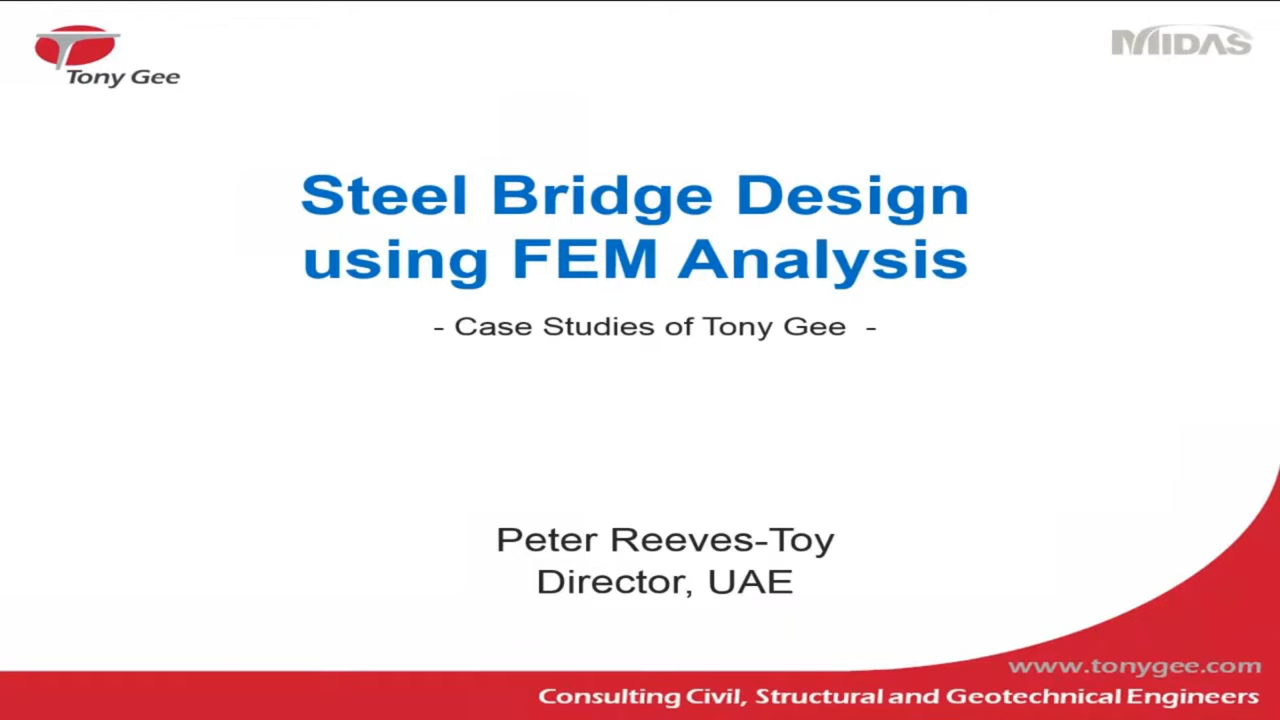 Tony Gee
MIDAS
Steel Bridge Design
using FEM Analysis
- Case Studies of Tony Gee -
Peter Reeves-Toy
Director, UAE
www.tonygee.com
Consulting Civil, Structural and Geotechnical Engineers